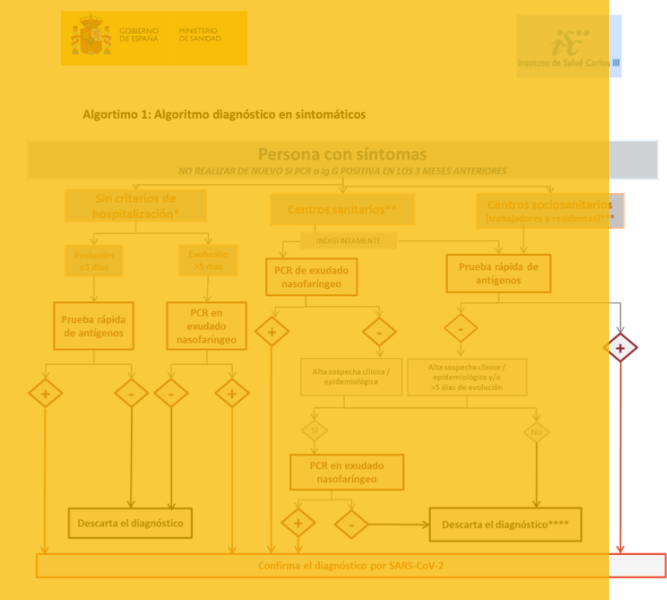 GOBIERNO MINISTERIO
DE ESPAÑA DE SANIDAD
Instituto de Salud Carlos III
Algortimo 1: Algoritmo diagnóstico en sintomáticos
Persona con síntomas
NO REALIZAR DE NUEVO SI PCR o Ig G POSITIVA EN LOS 3 MESES ANTERIORES
Sin criterios de
hospitalización*
Centros sanitarios**
Centros sociosanitarios
(trabajadores y residentes)***
INDISTINTAMENTE
Evolución
≤5 días
Evolución
>5 días
PCR de exudado
nasofaríngeo
Prueba rápida de
antígenos
Prueba rápida
de antígenos
PCR en
exudado
nasofaríngeo
+
-
-
+
Alta sospecha clínica /
epidemiológica
Alta sospecha clínica /
epidemiológica y/o
>5 días de evolución
+
-
-
+
Sí
No
PCR en exudado
nasofaríngeo
+
-
Descarta el diagnóstico
Descarta el diagnóstico****
Confirma el diagnóstico por SARS-CoV-2